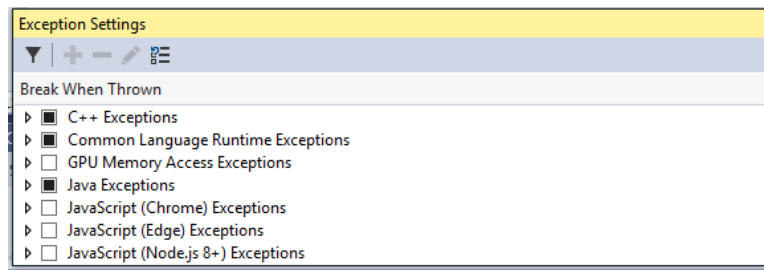 Exception Settings
Break When Thrown
C++ Exceptions
Common Language Runtime Exceptions
GPU Memory Access Exceptions
Java Exceptions
JavaScript (Chrome) Exceptions
JavaScript (Edge) Exceptions
JavaScript (Node.js 8+) Exceptions